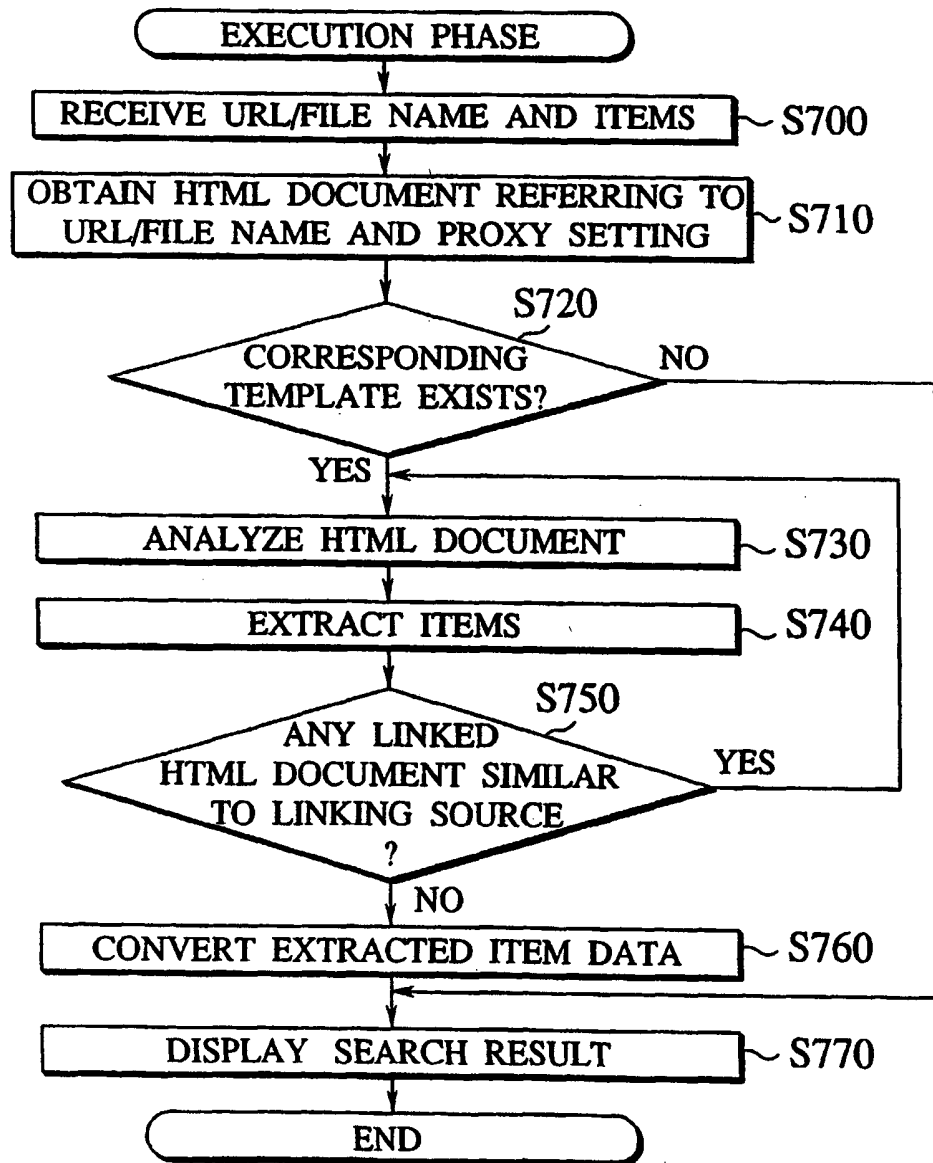 EXECUTION PHASE
RECEIVE URL/FILE NAME AND ITEMS
S700
OBTAIN HTML DOCUMENT REFERRING TO
URL/FILE NAME AND PROXY SETTING
S710
S720
CORRESPONDING
TEMPLATE EXISTS?
NO
YES
ANALYZE HTML DOCUMENT
S730
EXTRACT ITEMS
S740
S750
ANY LINKED
HTML DOCUMENT SIMILAR
TO LINKING SOURCE
?
YES
NO
CONVERT EXTRACTED ITEM DATA
S760
DISPLAY SEARCH RESULT
S770
END